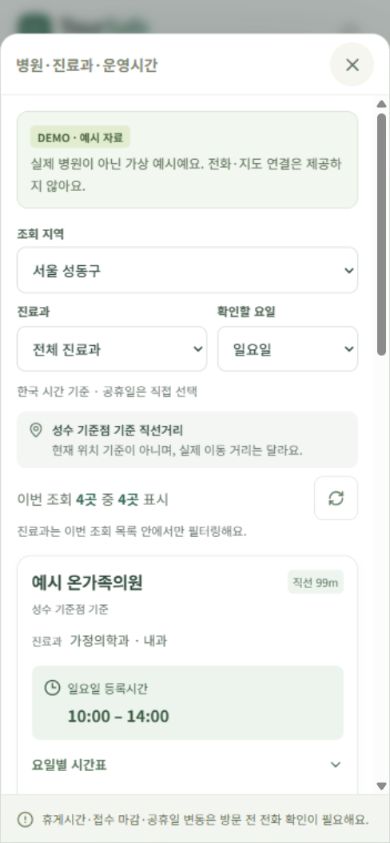 병원·진료과·운영시간
DEMO · 예시 자료
실제 병원이 아닌 가상 예시예요. 전화·지도 연결은 제공하
지 않아요.
조회 지역
서울 성동구
진료과 확인할 요일
전체 진료과 일요일
한국 시간 기준 · 공휴일은 직접 선택
성수 기준점 기준 직선거리
현재 위치 기준이 아니며, 실제 이동 거리는 달라요.
이번 조회 4곳 중 4곳 표시
진료과는 이번 조회 목록 안에서만 필터링해요.
예시 온가족의원 직선 99m
성수 기준점 기준
진료과 가정의학과 · 내과
일요일 등록시간
10:00 – 14:00
요일별 시간표
휴게시간·접수 마감·공휴일 변동은 방문 전 전화 확인이 필요해요.